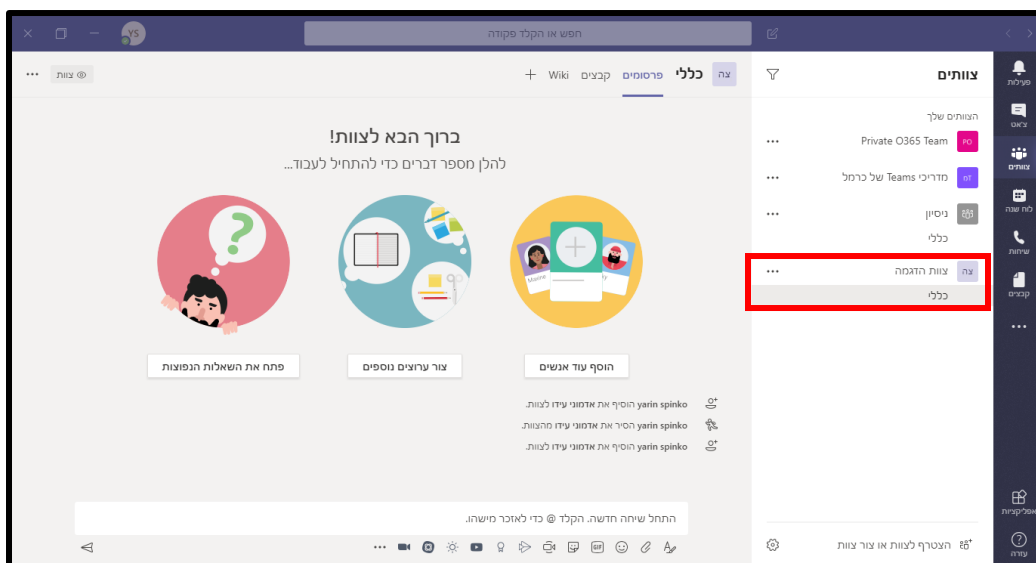 YS
חפש או הקלד פקודה
פעילות
צ'אט
צוותים
לוח שנה
שיחות
קבצים
אפליקציות
עזרה
צוותים
הצוותים שלך
PO Private O365 Team
מדריכי Teams של כרמל
ניסיון
כללי
צה צוות הדגמה
כללי
הצטרף לצוות או צור צוות
צה כללי פרסומים קבצים Wiki
צוות
ברוך הבא לצוות!
להלן מספר דברים כדי להתחיל לעבוד...
הוסף עוד אנשים
צור ערוצים נוספים
פתח את השאלות הנפוצות
yarin spinko הוסיף את אדמוני עידו לצוות.
yarin spinko הסיר את אדמוני עידו מהצוות.
yarin spinko הוסיף את אדמוני עידו לצוות.
התחל שיחה חדשה. הקלד @ כדי לאזכר מישהו.
GIF